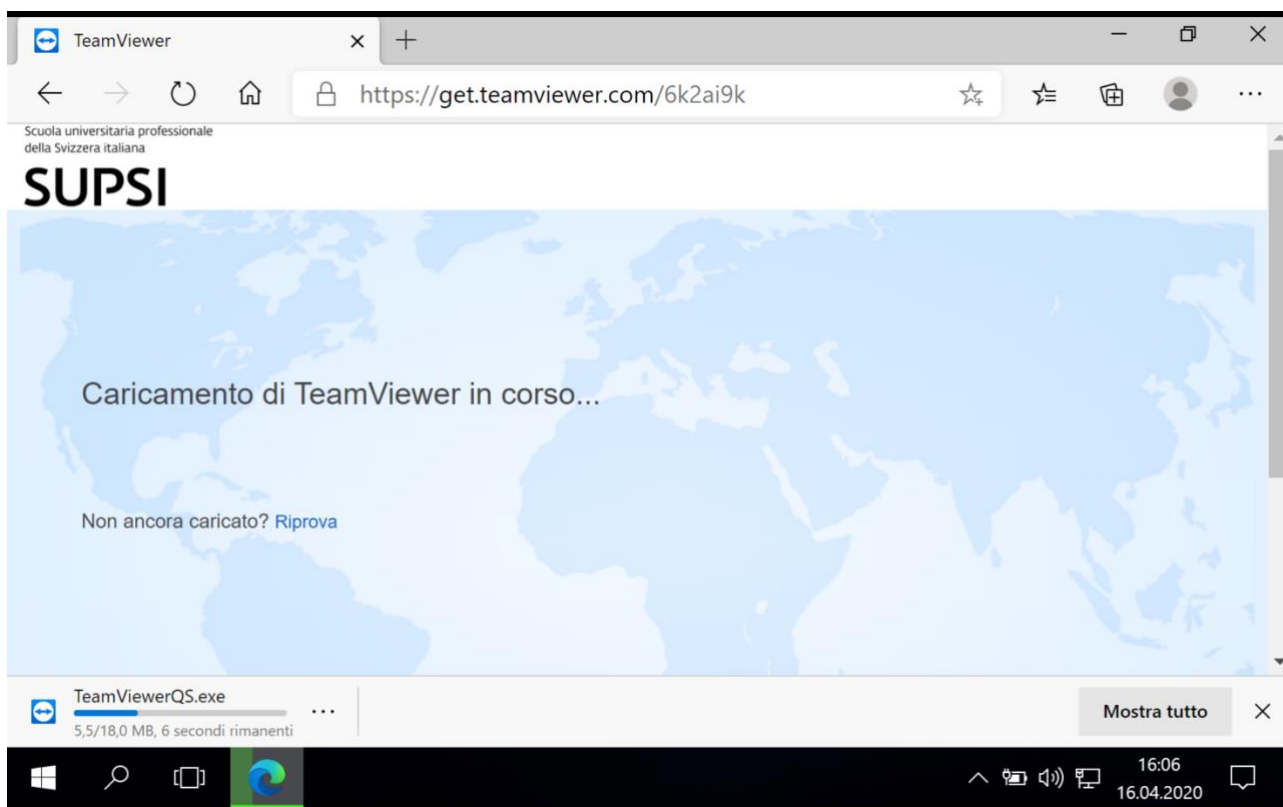 TeamViewer
https://get.teamviewer.com/6k2ai9k
Scuola universitaria professionale
della Svizzera italiana
SUPSI
Caricamento di TeamViewer in corso...
Non ancora caricato? Riprova
TeamViewerQS.exe
5,5/18,0 MB, 6 secondi rimanenti
Mostra tutto
16:06
16.04.2020